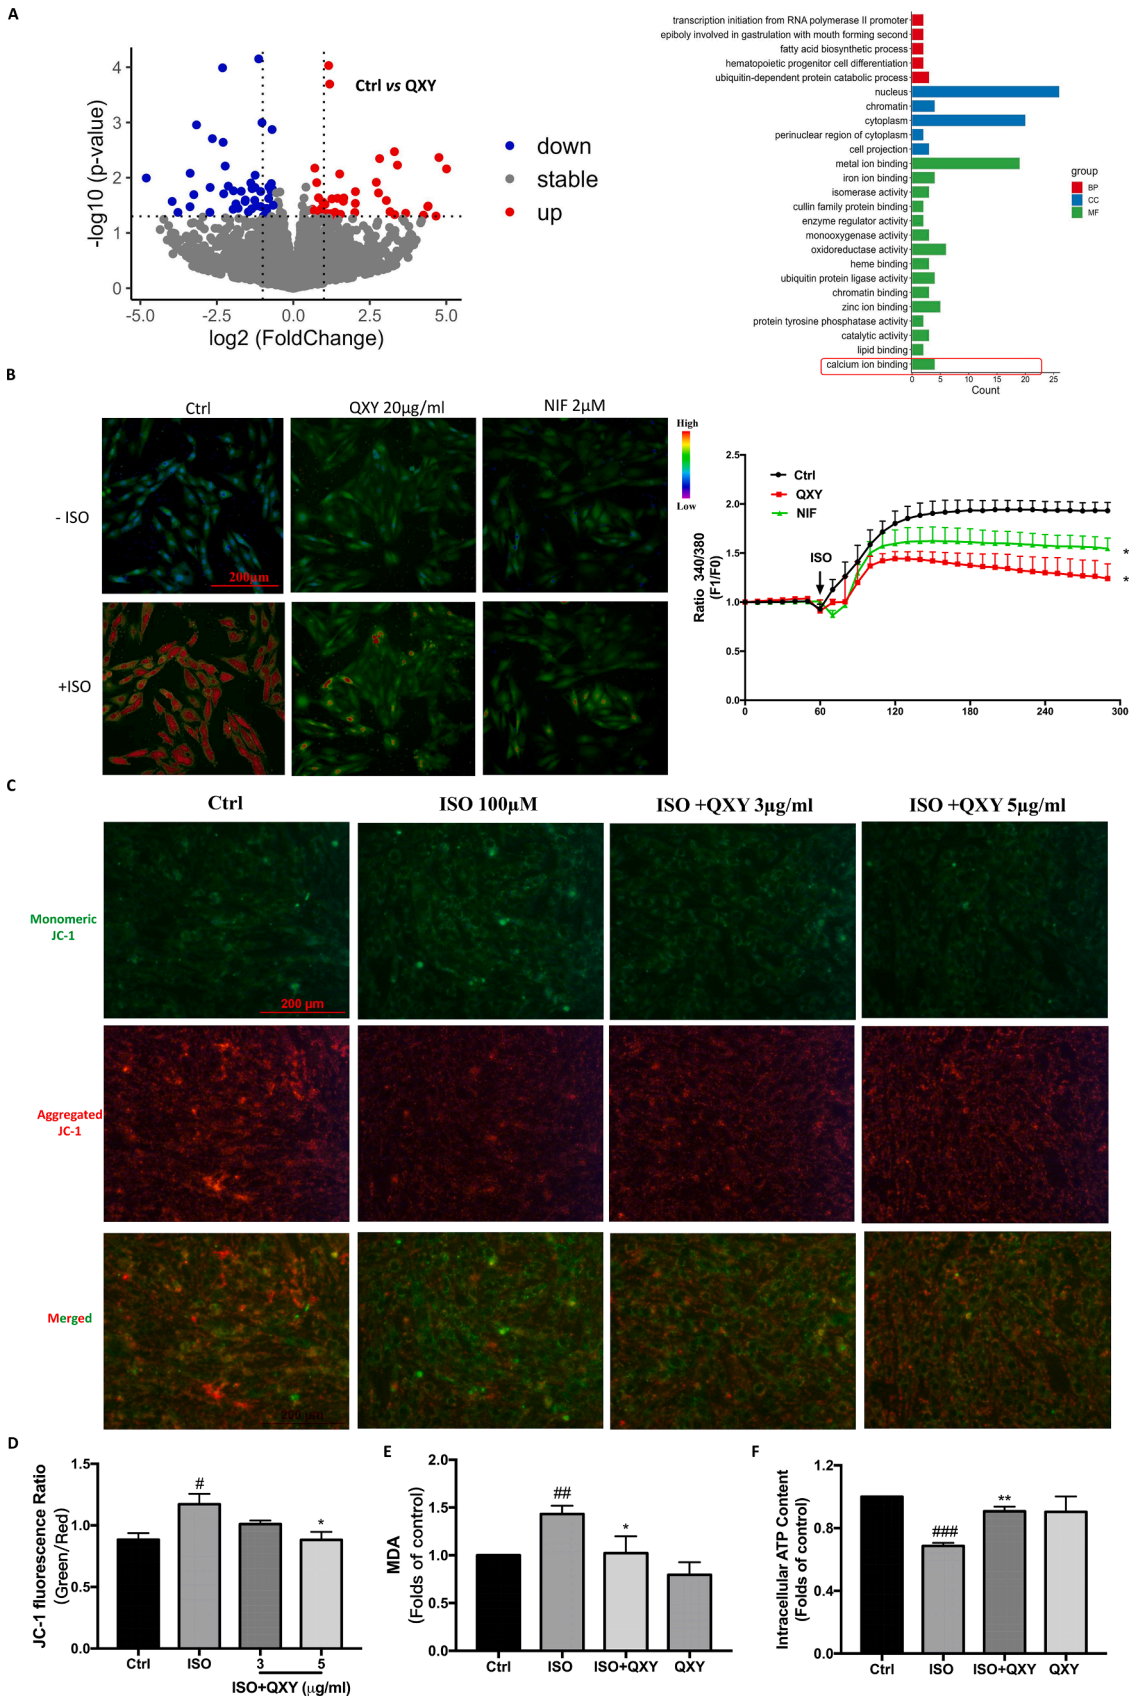 A
4
3
2
1
0
-log10 (p-value)
-5.0
-2.5
0.0
2.5
5.0
log2 (FoldChange)
Ctrl vs QXY
down
stable
up
transcription initiation from RNA polymerase II promoter
epiboly involved in gastrulation with mouth forming second
fatty acid biosynthetic process
hematopoietic progenitor cell differentiation
ubiquitin-dependent protein catabolic process
nucleus
chromatin
cytoplasm
perinuclear region of cytoplasm
cell projection
metal ion binding
iron ion binding
isomerase activity
cullin family protein binding
enzyme regulator activity
monooxygenase activity
oxidoreductase activity
heme binding
ubiquitin protein ligase activity
chromatin binding
zinc ion binding
protein tyrosine phosphatase activity
catalytic activity
lipid binding
calcium ion binding
0 5 10 15 20 25
Count
group
BP
CC
MF
B
Ctrl
QXY 20μg/ml
NIF 2μM
- ISO
+ISO
200μm
High
Low
2.5
2.0
1.5
1.0
0.5
0.0
Ratio 340/380
(F1/F0)
0 60 120 180 240 300
Ctrl
QXY
NIF
ISO
*
*
C
Ctrl
ISO 100μM
ISO +QXY 3μg/ml
ISO +QXY 5μg/ml
Monomeric
JC-1
200 μm
Aggregated
JC-1
Merged
200 μm
D
1.5
1.0
0.5
0.0
JC-1 fluorescence Ratio
(Green/Red)
#
*
Ctrl ISO 3 5
ISO+QXY (μg/ml)
E
2.0
1.5
1.0
0.5
0.0
MDA
(Folds of control)
##
*
Ctrl ISO ISO+QXY QXY
F
1.2
0.8
0.4
0.0
Intracellular ATP Content
(Folds of control)
###
**
Ctrl ISO ISO+QXY QXY